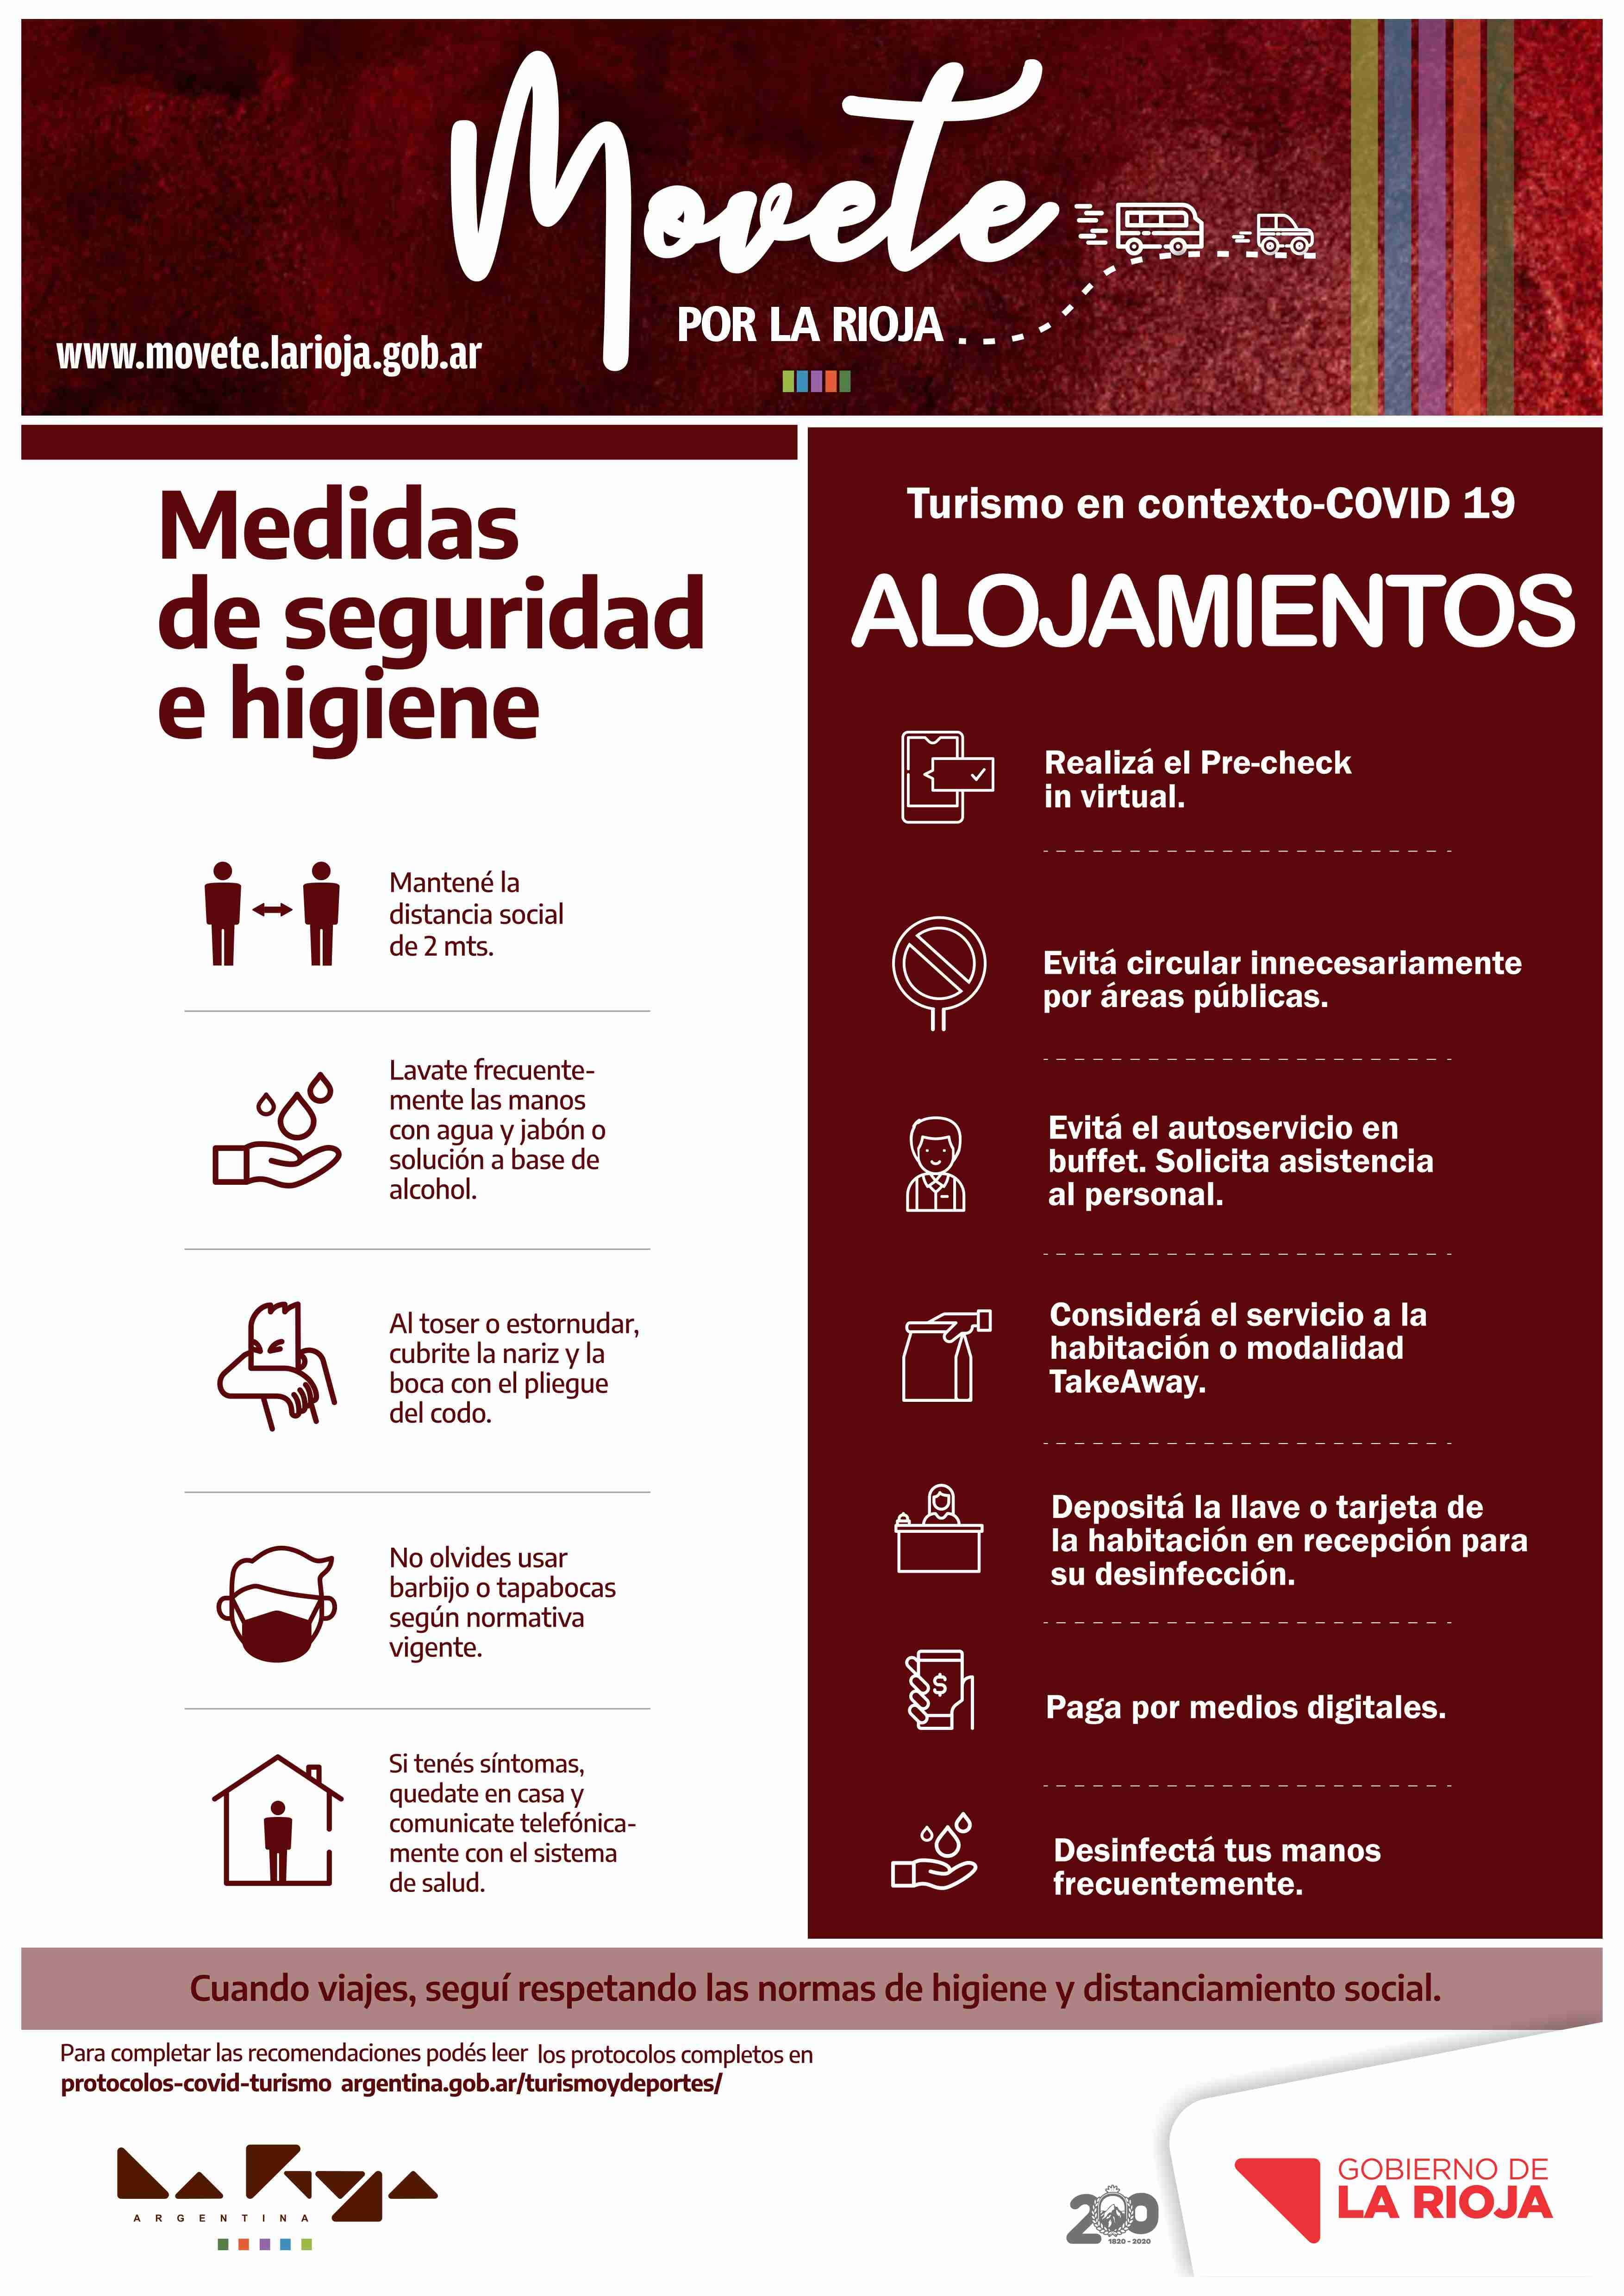 Movete
POR LA RIOJA
www.movete.larioja.gob.ar
Medidas
de seguridad
e higiene
Mantené la
distancia social
de 2 mts.
Lavate frecuente-
mente las manos
con agua y jabón o
solución a base de
alcohol.
Al toser o estornudar,
cubrite la nariz y la
boca con el pliegue
del codo.
No olvides usar
barbijo o tapabocas
según normativa
vigente.
Si tenés síntomas,
quedate en casa y
comunicate telefónica-
mente con el sistema
de salud.
Turismo en contexto-COVID 19
ALOJAMIENTOS
Realizá el Pre-check
in virtual.
Evitá circular innecesariamente
por áreas públicas.
Evitá el autoservicio en
buffet. Solicita asistencia
al personal.
Considerá el servicio a la
habitación o modalidad
TakeAway.
Depositá la llave o tarjeta de
la habitación en recepción para
su desinfección.
$
Paga por medios digitales.
Desinfectá tus manos
frecuentemente.
Cuando viajes, seguí respetando las normas de higiene y distanciamiento social.
Para completar las recomendaciones podés leer los protocolos completos en
protocolos-covid-turismo argentina.gob.ar/turismoydeportes/
La Rioja
ARGENTINA
200
1820 - 2020
GOBIERNO DE
LA RIOJA